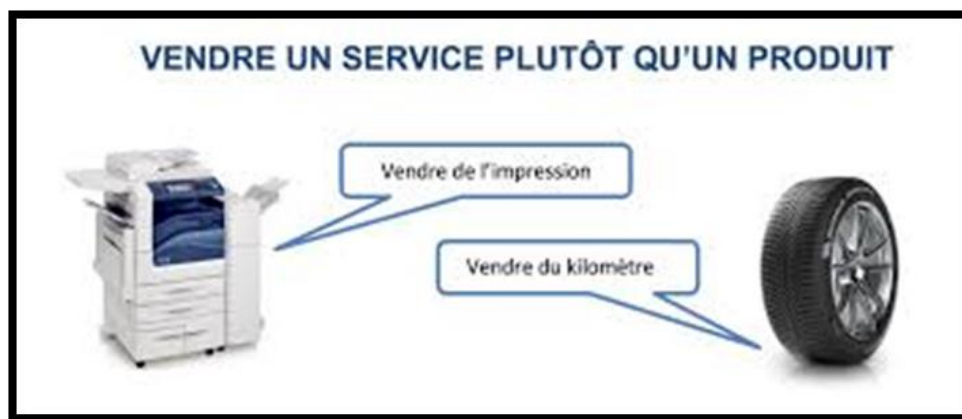 VENDRE UN SERVICE PLUTÔT QU'UN PRODUIT
Vendre de l'impression
Vendre du kilomètre